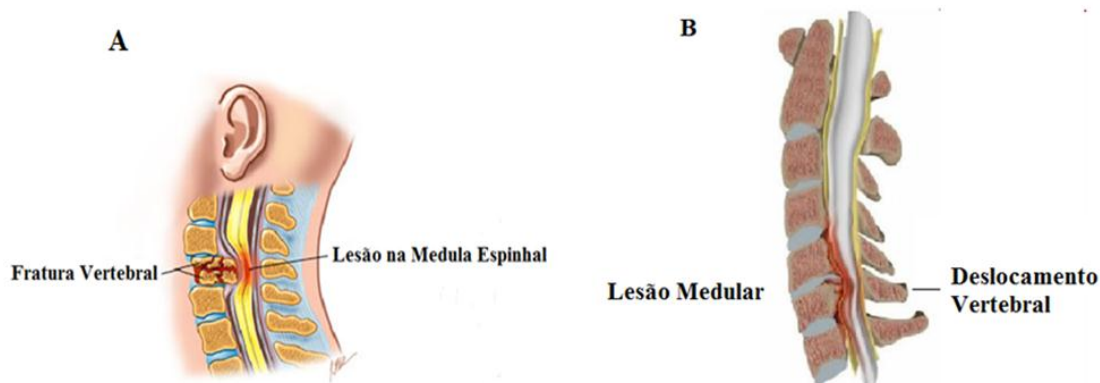 A
Fratura Vertebral
Lesão na Medula Espinhal
B
Lesão Medular
Deslocamento
Vertebral